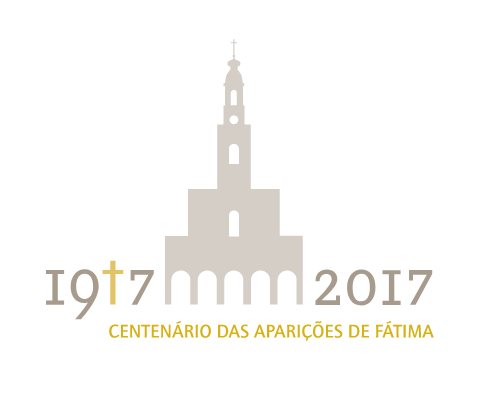 1917 2017
CENTENÁRIO DAS APARIÇÕES DE FÁTIMA